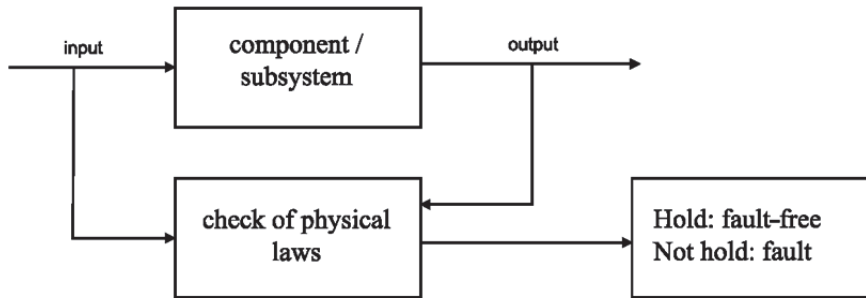 input
component /
subsystem
output
check of physical
laws
Hold: fault-free
Not hold: fault